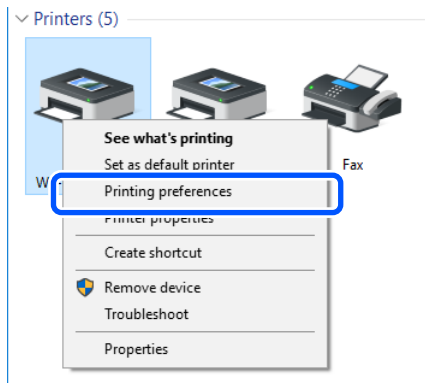 Printers (5)
See what's printing
Set as default printer
Fax
Printing preferences
Printer properties
Create shortcut
Remove device
Troubleshoot
Properties